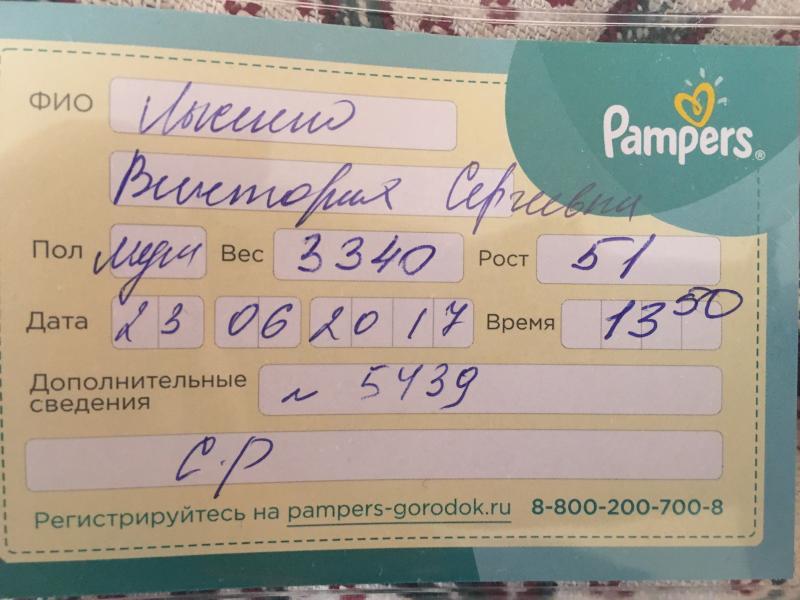 ФИО
Pampers®
Виктория Сергеевна
Пол Вес 3340 Рост 51
Дата 23 06 2017 Время 13 50
Дополнительные
сведения
5439
С.Р
Регистрируйтесь на pampers-gorodok.ru 8-800-200-700-8